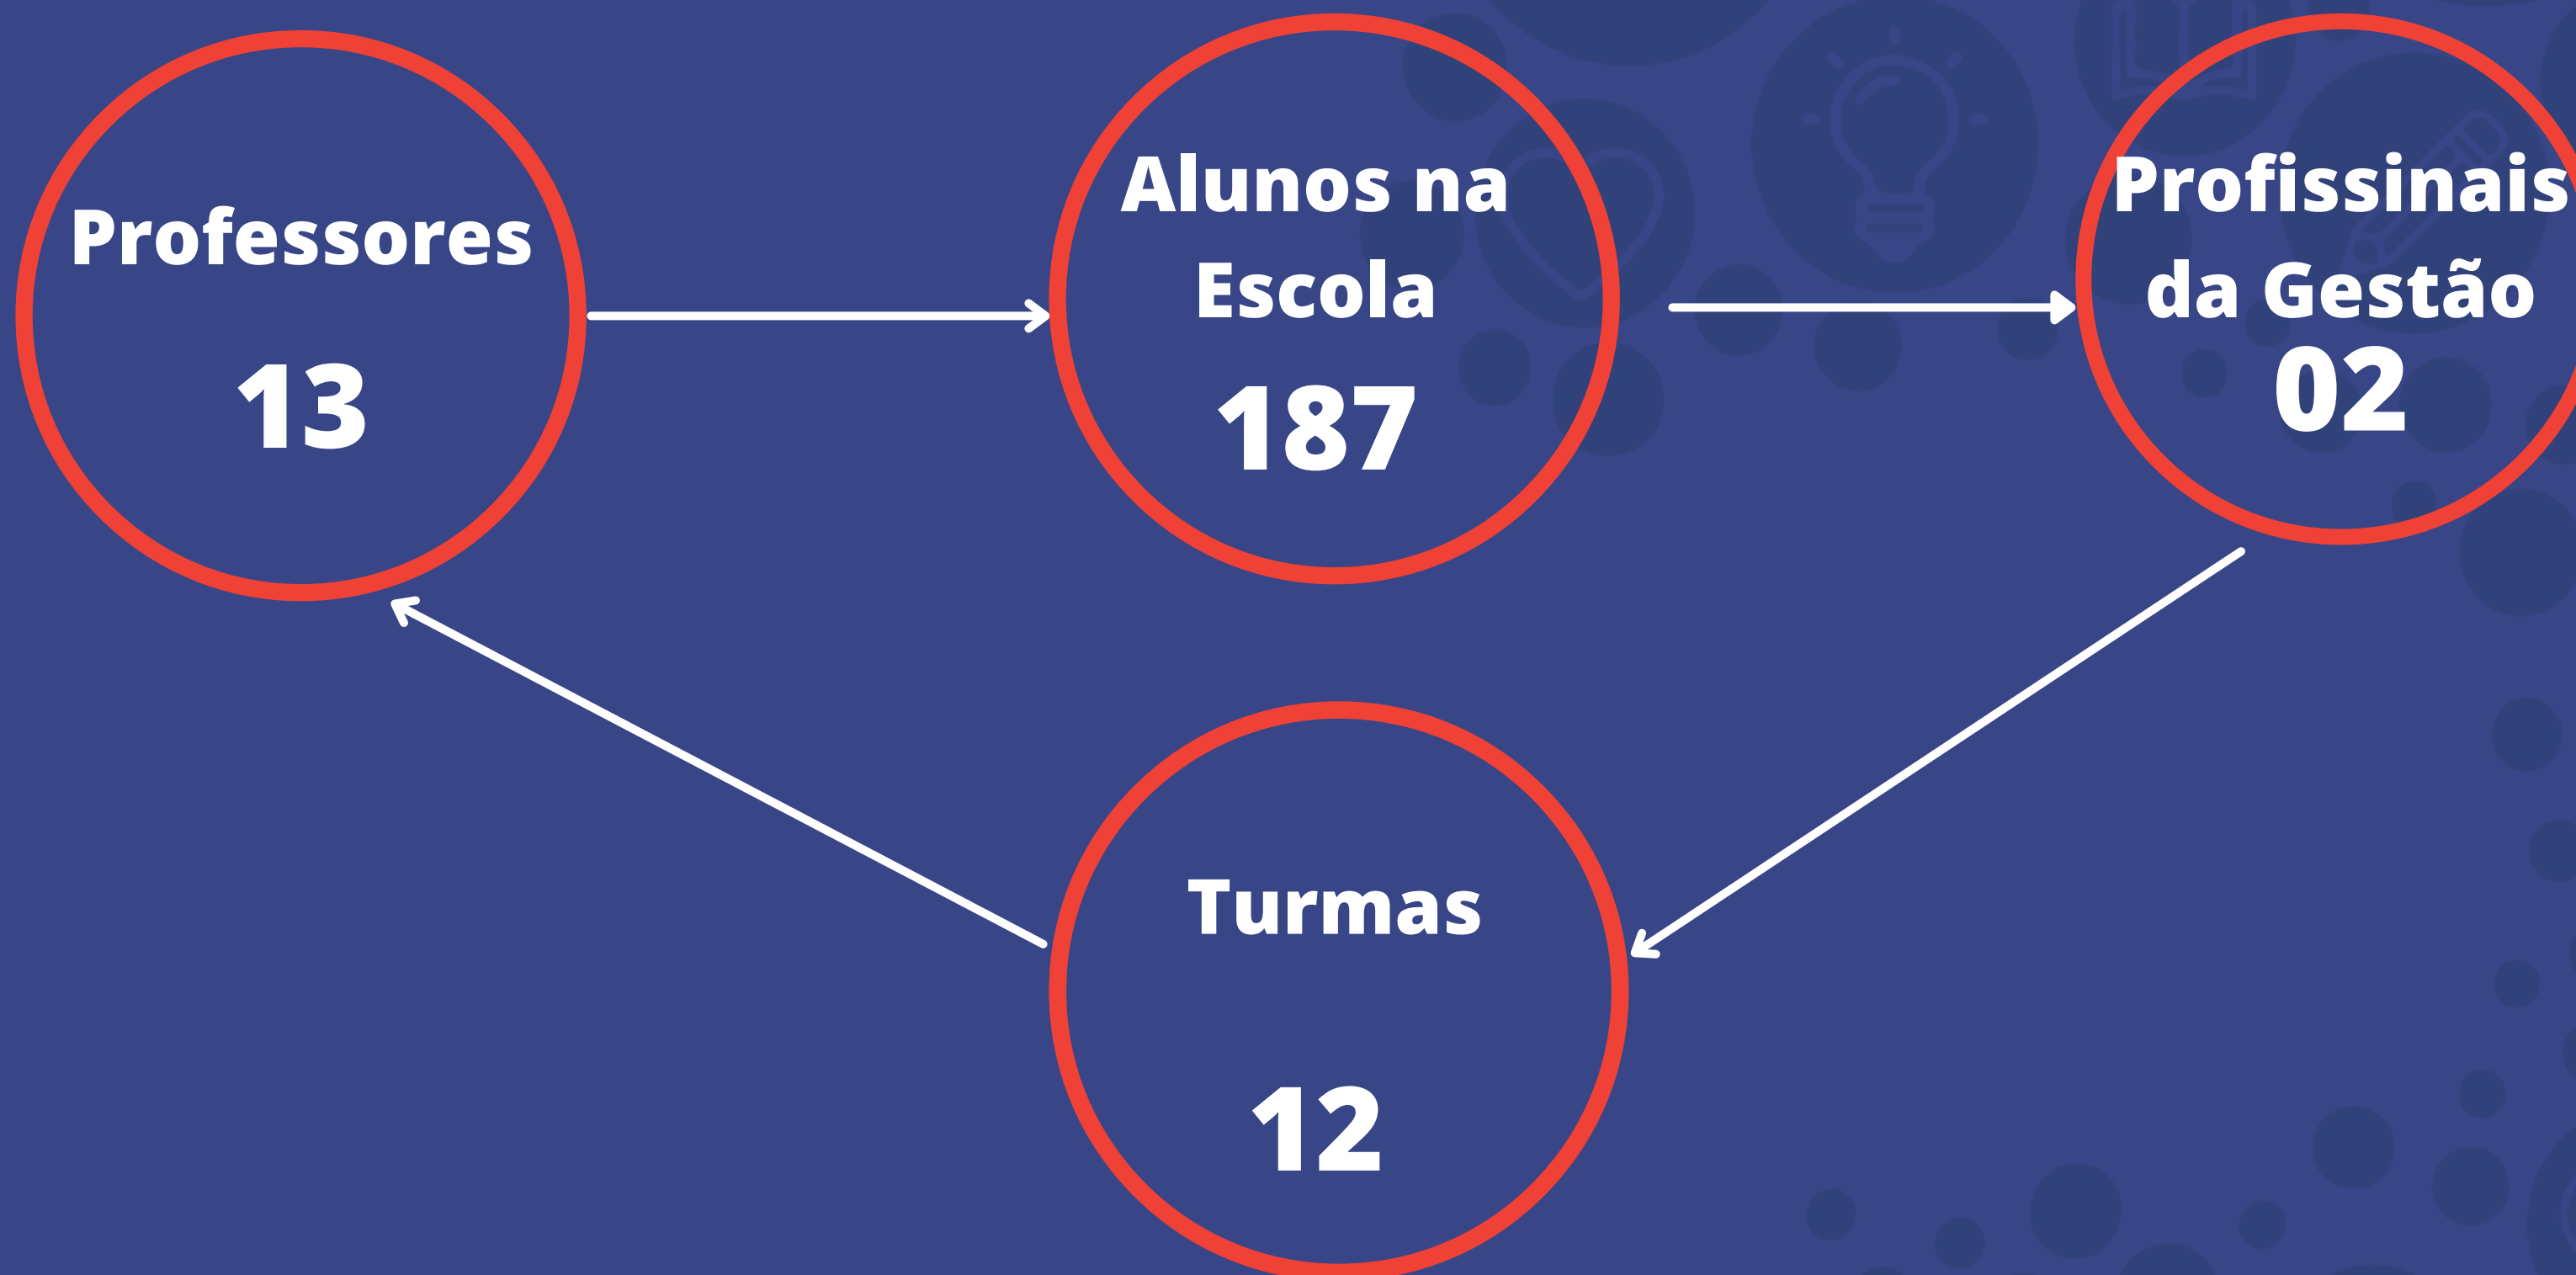 Professores
13
Alunos na
Escola
187
Profissinais
da Gestão
02
Turmas
12